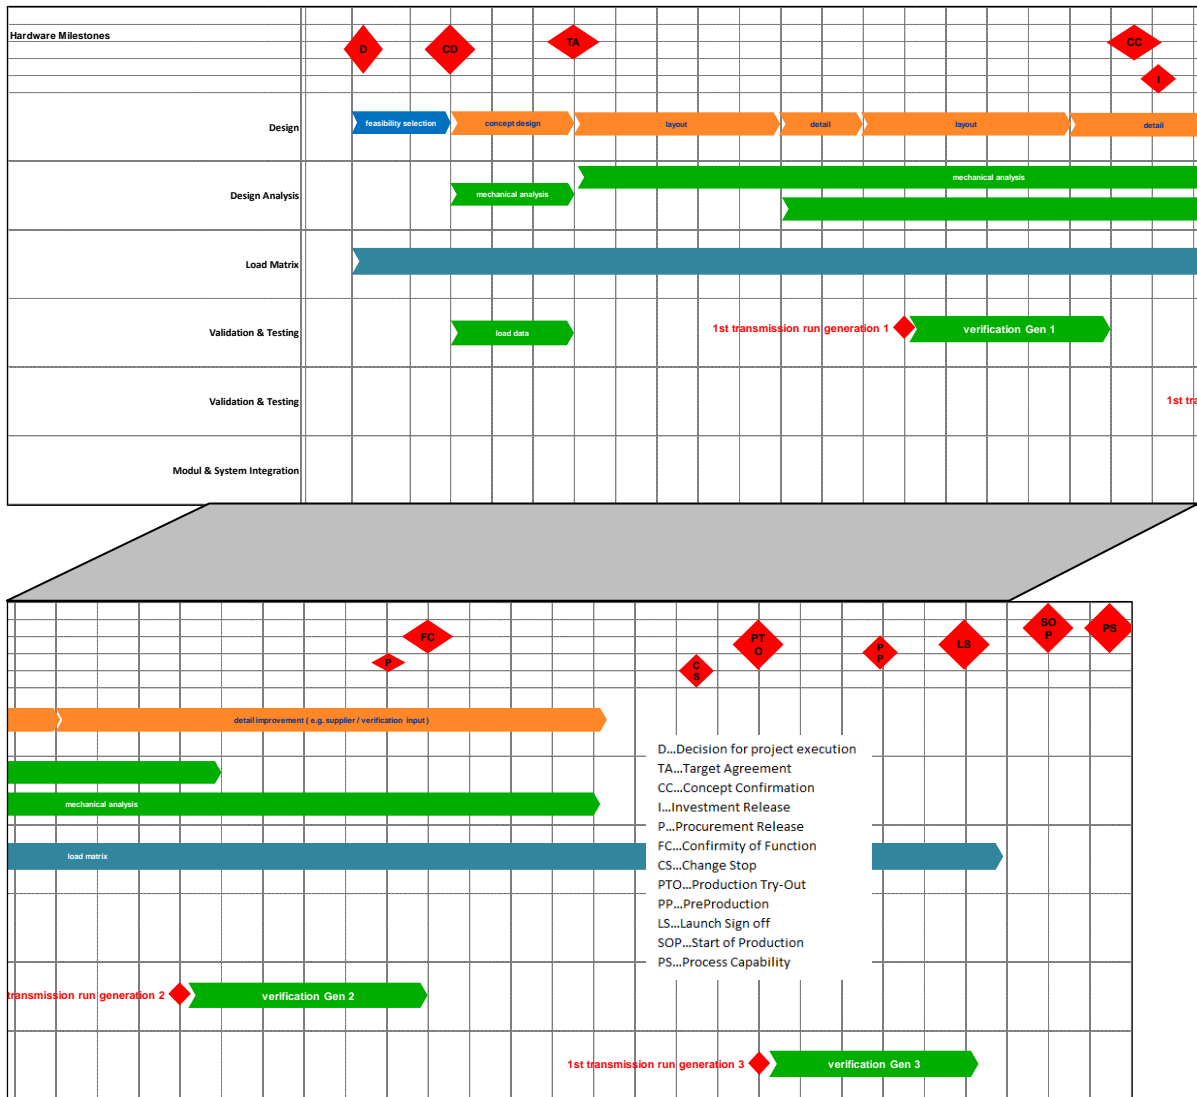 Hardware Milestones
D
CD
TA
CC
I
Design
feasibility selection
concept design
layout
detail
layout
detail
Design Analysis
mechanical analysis
mechanical analysis
Load Matrix
Validation & Testing
load data
1st transmission run generation 1
verification Gen 1
Validation & Testing
1st tra
Modul & System Integration
P
FC
C
S
PT
O
P
P
LS
SO
P
PS
detail improvement ( e.g. supplier / verification input )
mechanical analysis
load matrix
D...Decision for project execution
TA...Target Agreement
CC...Concept Confirmation
I...Investment Release
P...Procurement Release
FC...Confirmity of Function
CS...Change Stop
PTO...Production Try-Out
PP...PreProduction
LS...Launch Sign off
SOP...Start of Production
PS...Process Capability
transmission run generation 2
verification Gen 2
1st transmission run generation 3
verification Gen 3